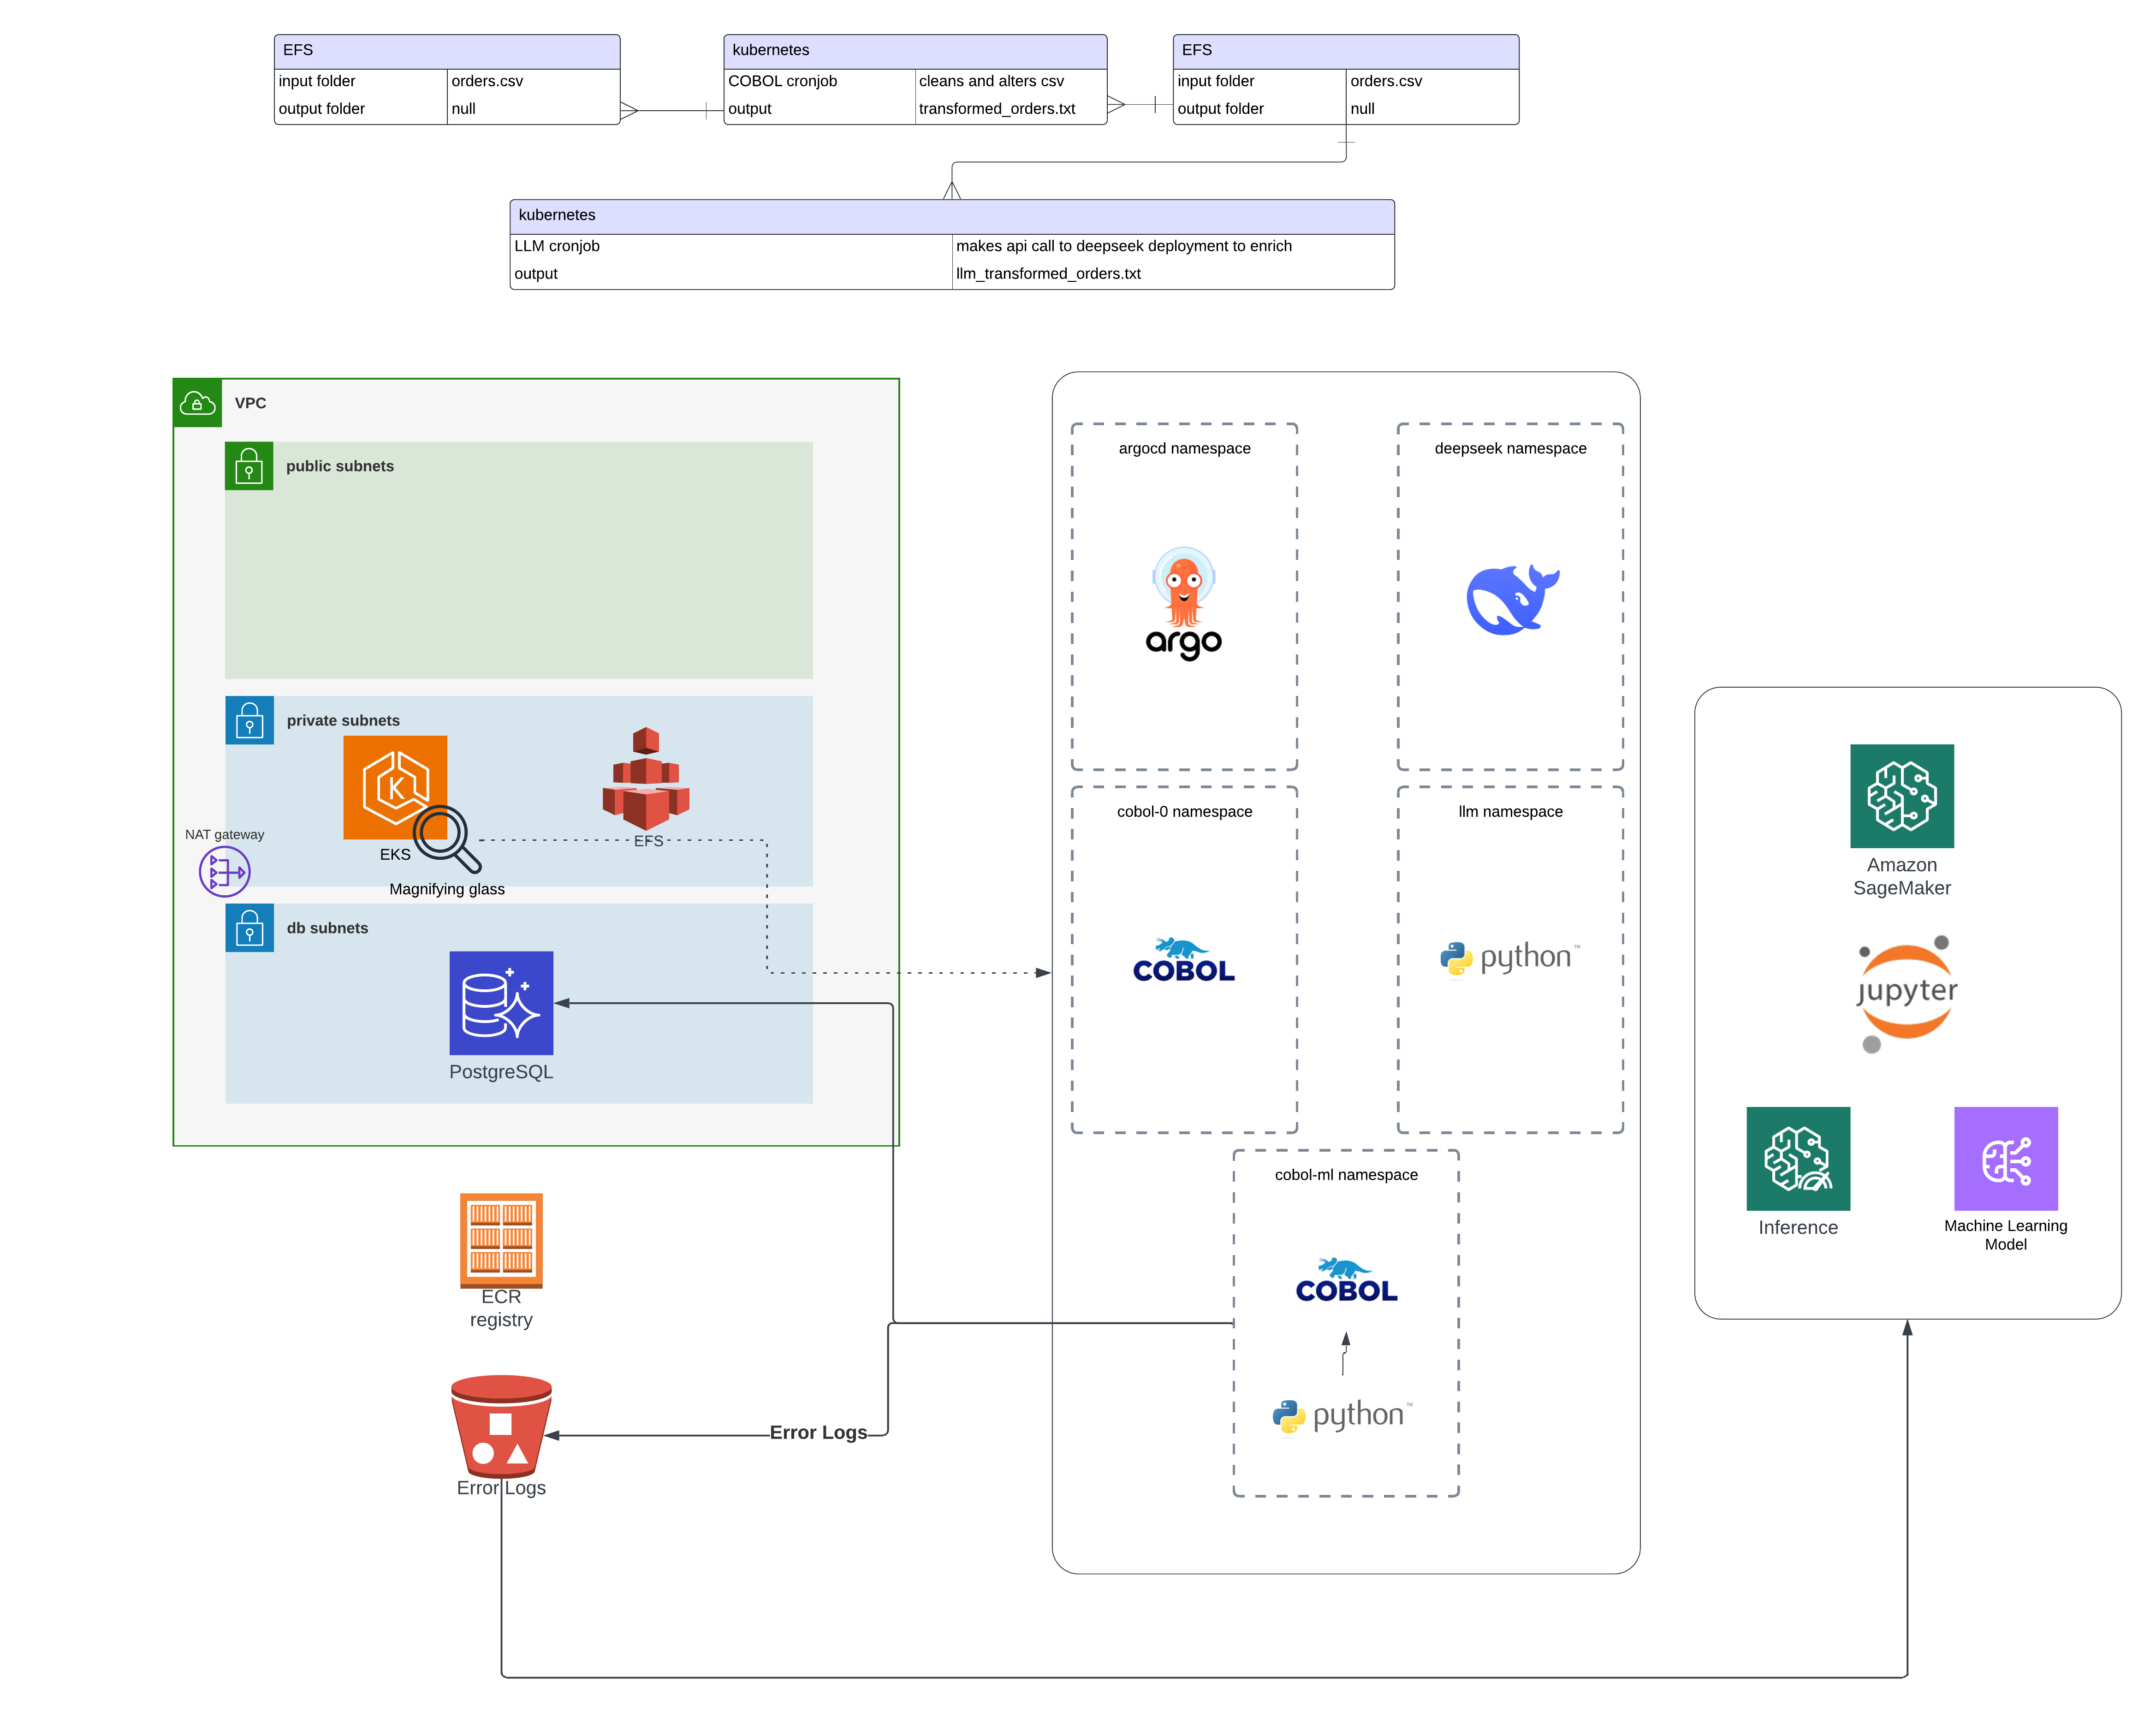 EFS
input folder orders.csv
output folder null
kubernetes
COBOL cronjob cleans and alters csv
output transformed_orders.txt
EFS
input folder orders.csv
output folder null
kubernetes
LLM cronjob makes api call to deepseek deployment to enrich
output llm_transformed_orders.txt
VPC
public subnets
private subnets
K
EKS
Magnifying glass
EFS
NAT gateway
db subnets
PostgreSQL
ECR
registry
Error Logs
Error Logs
argocd namespace
argo
deepseek namespace
cobol-0 namespace
COBOL
llm namespace
python™
cobol-ml namespace
COBOL
python™
Amazon
SageMaker
jupyter
Inference
Machine Learning
Model